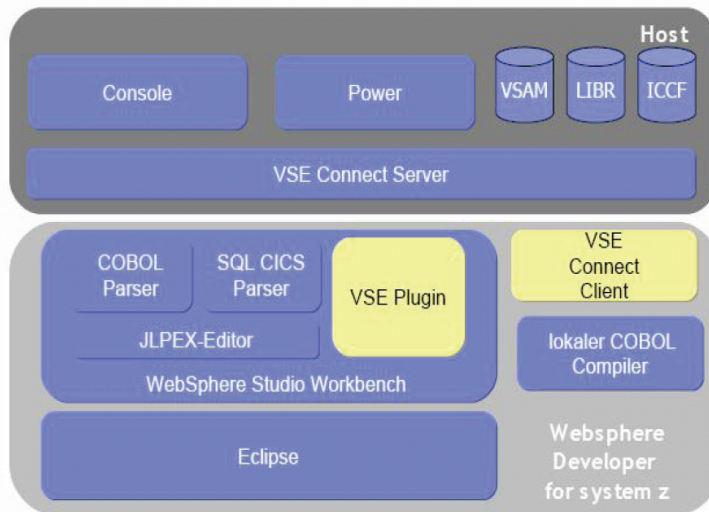 Host
Console
Power
VSAM
LIBR
ICCF
VSE Connect Server
COBOL
Parser
SQL CICS
Parser
VSE Plugin
JLPEX-Editor
WebSphere Studio Workbench
VSE
Connect
Client
lokaler COBOL
Compiler
Eclipse
Websphere
Developer
for system z